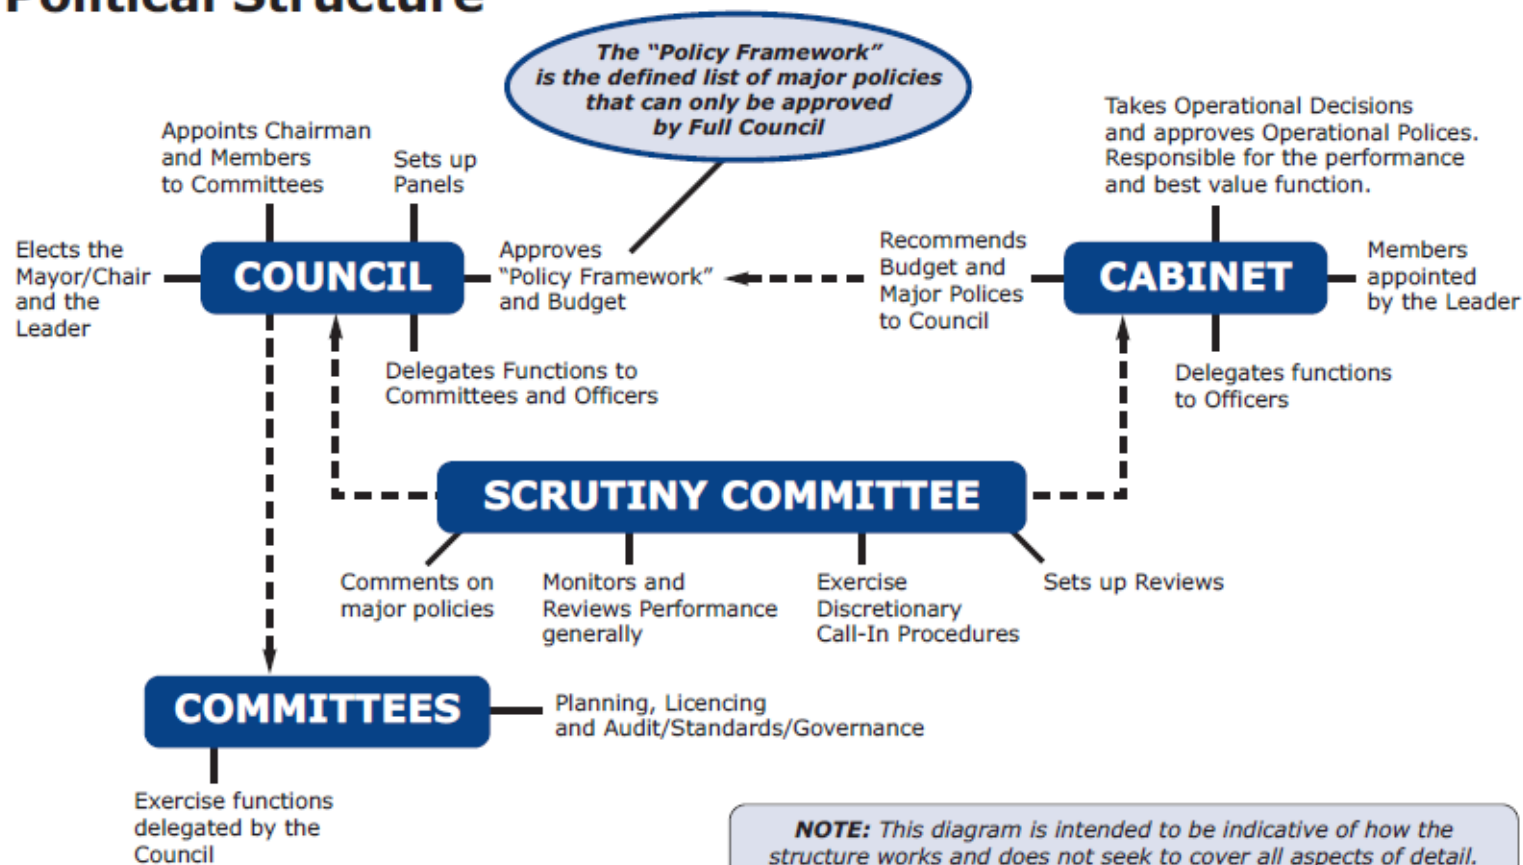 Political Structure
The “Policy Framework”
is the defined list of major policies
that can only be approved
by Full Council
Appoints Chairman
and Members
to Committees
Sets up
Panels
Takes Operational Decisions
and approves Operational Polices.
Responsible for the performance
and best value function.
Elects the
Mayor/Chair
and the
Leader
COUNCIL
Approves
“Policy Framework”
and Budget
Recommends
Budget and
Major Polices
to Council
CABINET
Members
appointed
by the Leader
Delegates Functions to
Committees and Officers
Delegates functions
to Officers
SCRUTINY COMMITTEE
Comments on
major policies
Monitors and
Reviews Performance
generally
Exercise
Discretionary
Call-In Procedures
Sets up Reviews
COMMITTEES
Planning, Licencing
and Audit/Standards/Governance
Exercise functions
delegated by the
Council
NOTE: This diagram is intended to be indicative of how the
structure works and does not seek to cover all aspects of detail.